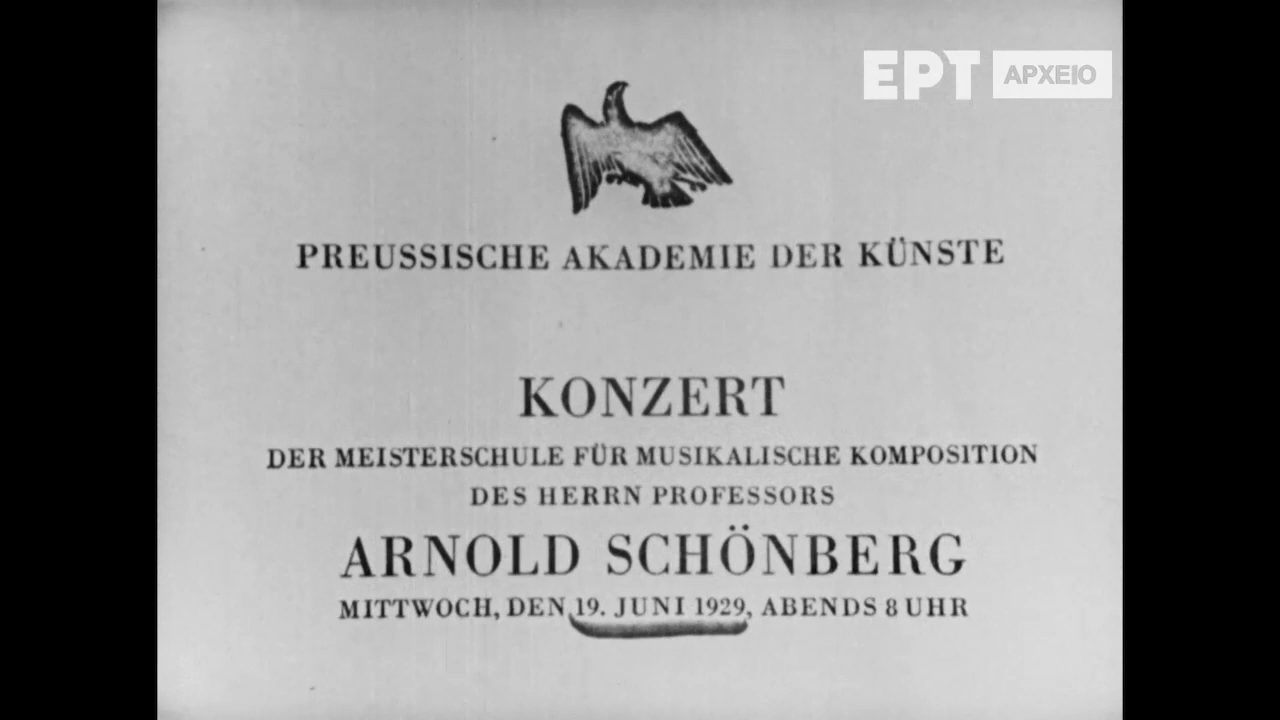 ΕΡΤ ΑΡΧΕΙΟ
PREUSSISCHE AKADEMIE DER KÜNSTE
KONZERT
DER MEISTERSCHULE FÜR MUSIKALISCHE KOMPOSITION
DES HERRN PROFESSORS
ARNOLD SCHÖNBERG
MITTWOCH, DEN 19. JUNI 1929, ABENDS 8 UHR